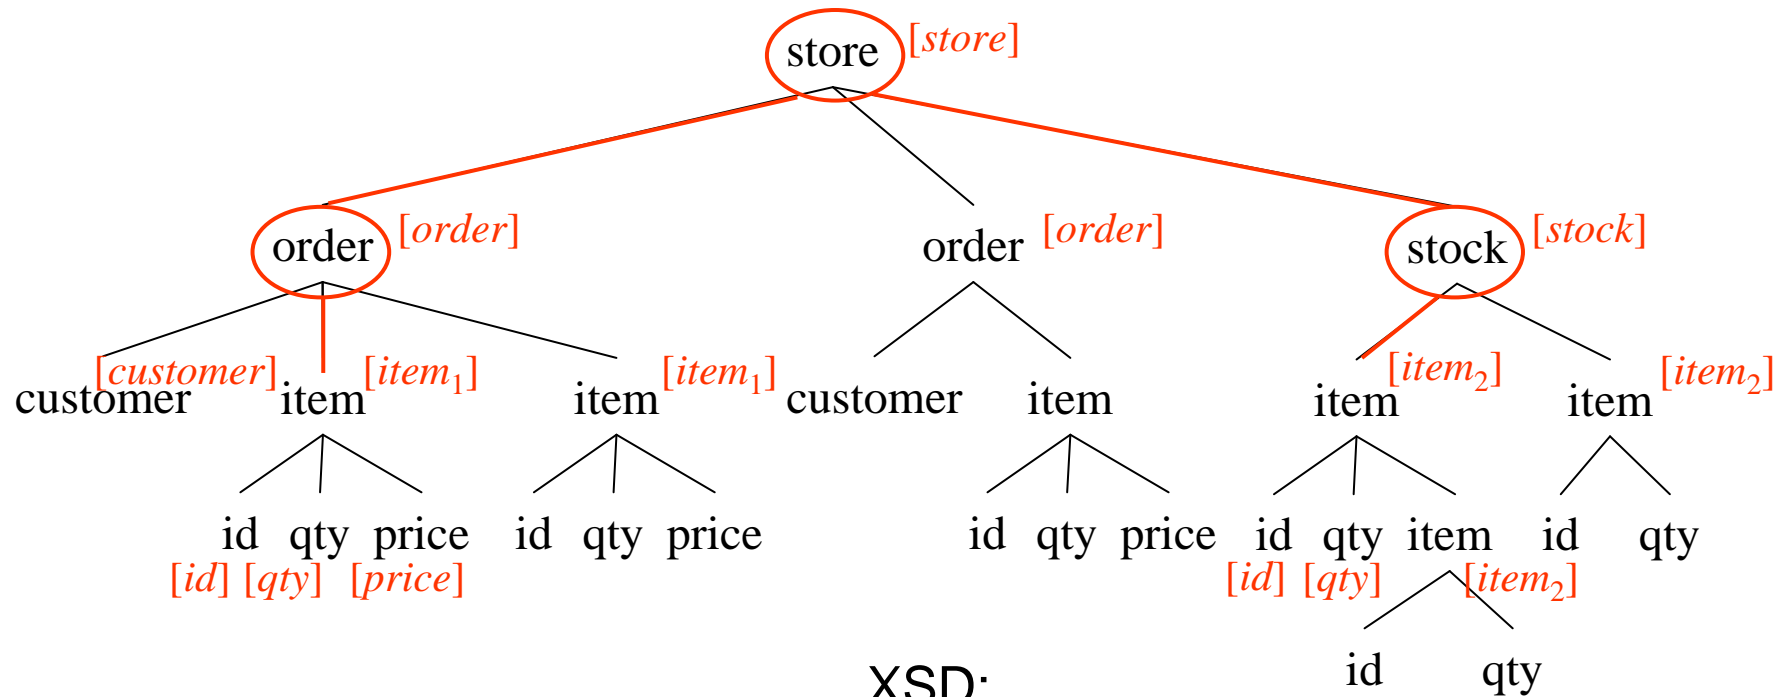 store [store]
order [order] order [order] stock [stock]
[customer] [item1] [item1] [item2] [item2]
customer item item customer item item item
id qty price id qty price id qty price id qty item id qty
[id] [qty] [price] [id] [qty] [item2]
XSD: id qty